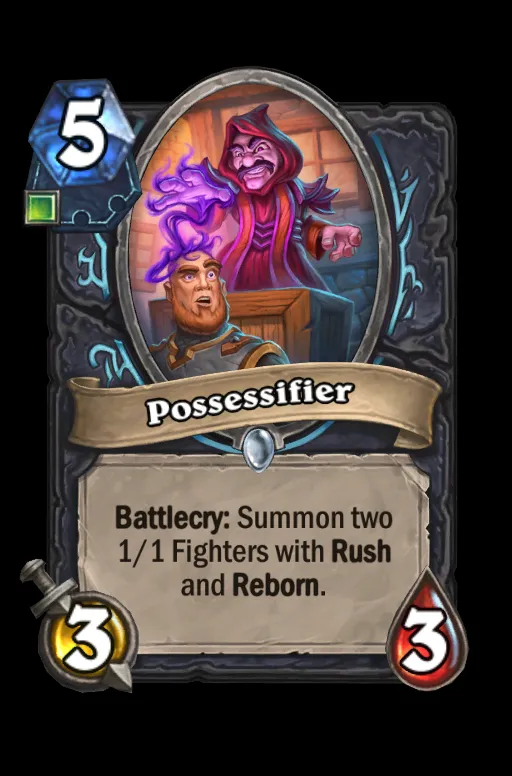 5
Possessifier
Battlecry: Summon two
1/1 Fighters with Rush
and Reborn.
3
3